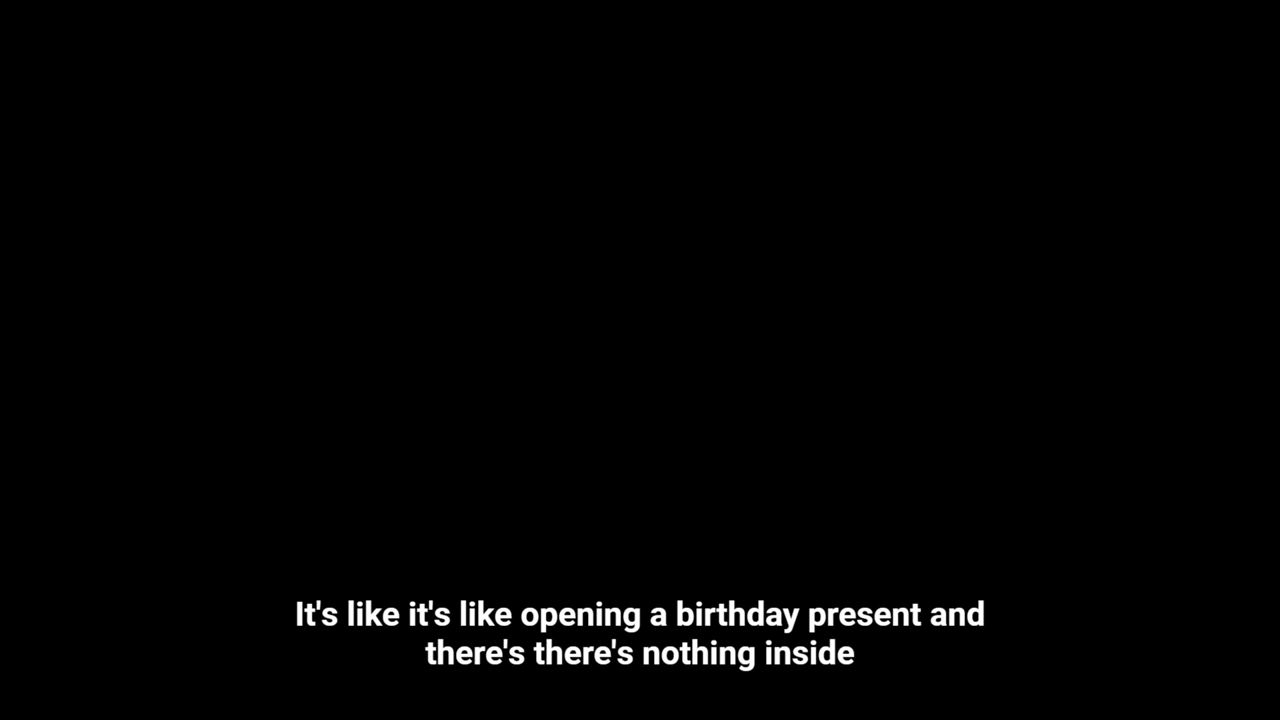 It's like it's like opening a birthday present and
there's there's nothing inside